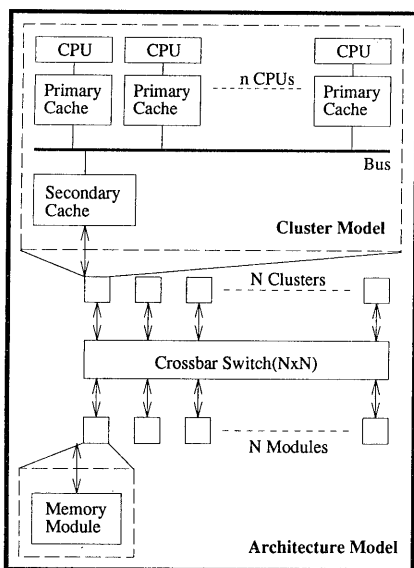 CPU CPU CPU
n CPUs
Primary Cache Primary Cache Primary Cache
Bus
Secondary
Cache
Cluster Model
N Clusters
Crossbar Switch(NxN)
N Modules
Memory
Module
Architecture Model